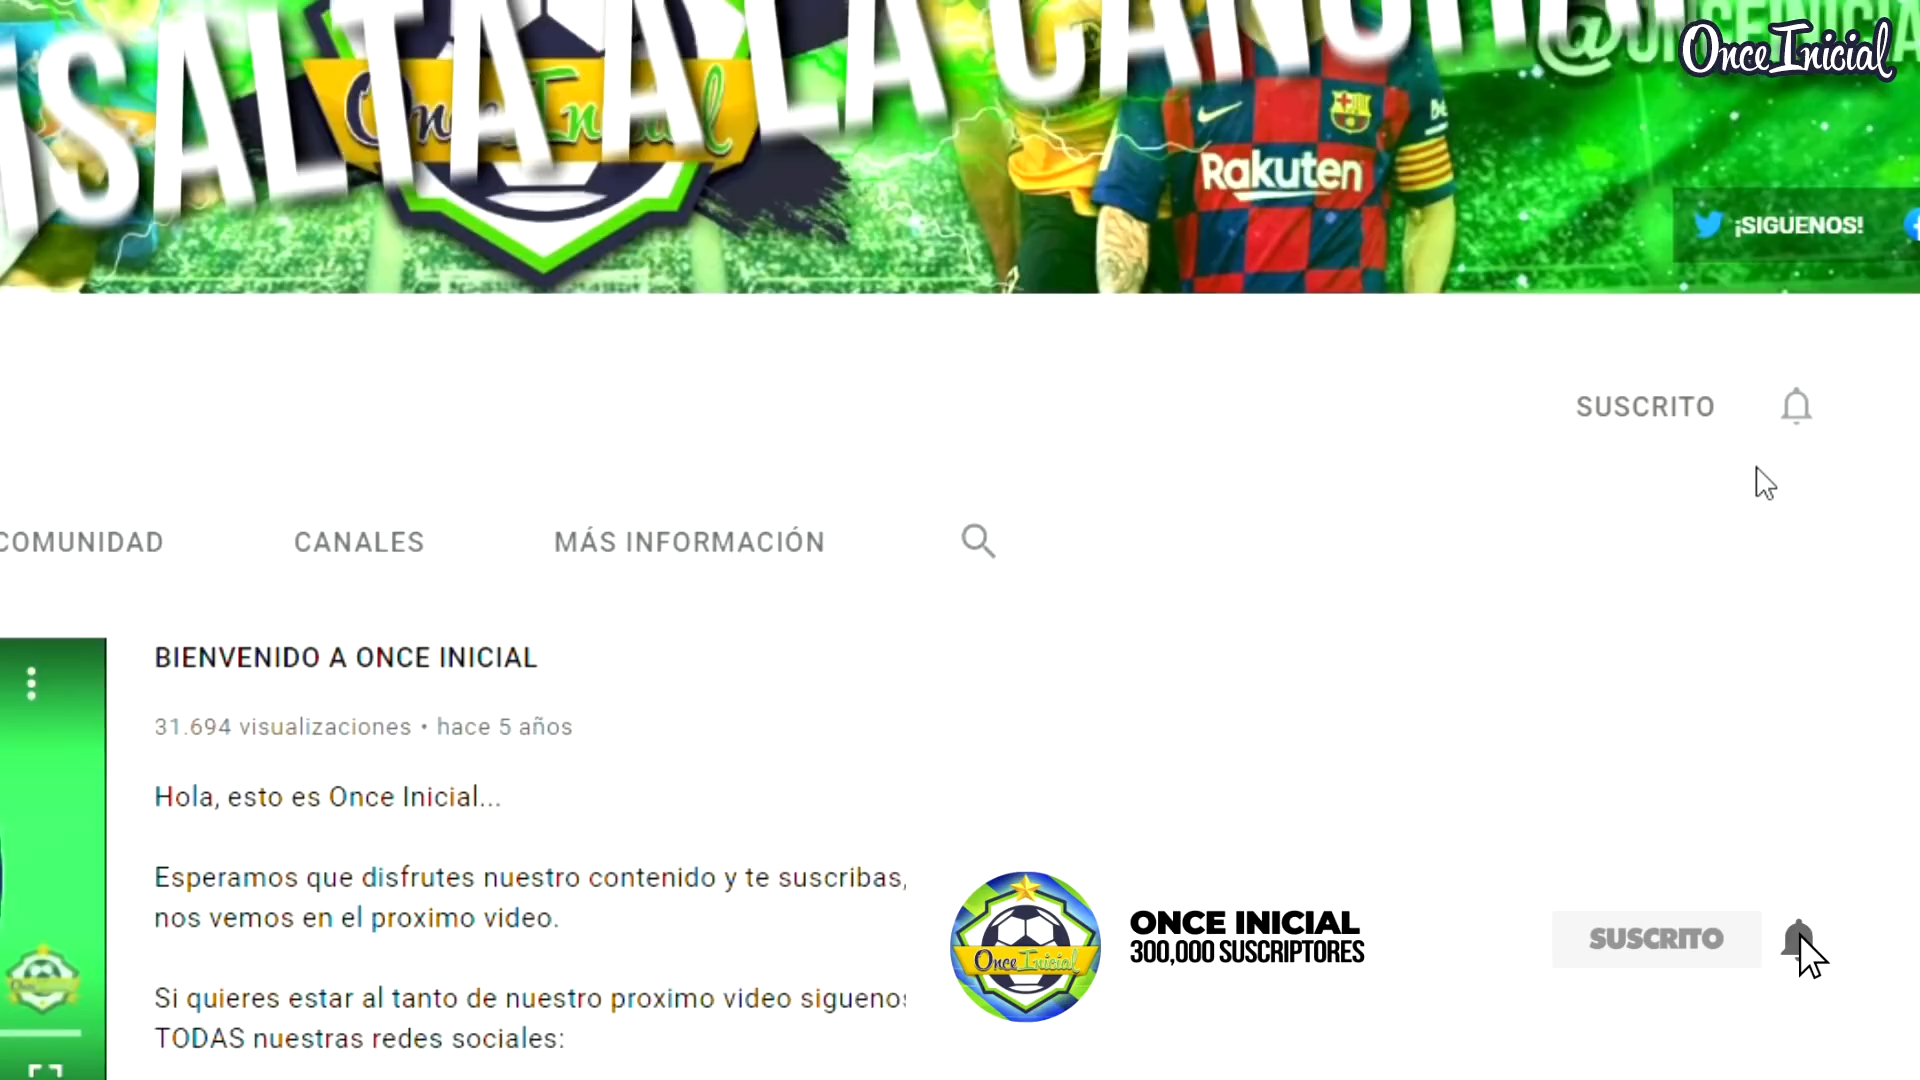 SALTA A LA CANCHA
@ONCEINICIAL
Once Inicial
Once Inicial
Rakuten
¡SIGUENOS!
SUSCRITO
COMUNIDAD
CANALES
MÁS INFORMACIÓN
BIENVENIDO A ONCE INICIAL
31.694 visualizaciones • hace 5 años
Hola, esto es Once Inicial...
Esperamos que disfrutes nuestro contenido y te suscribas,
nos vemos en el proximo video.
Si quieres estar al tanto de nuestro proximo video siguenos
TODAS nuestras redes sociales:
Once Inicial
ONCE INICIAL
300,000 SUSCRIPTORES
SUSCRITO